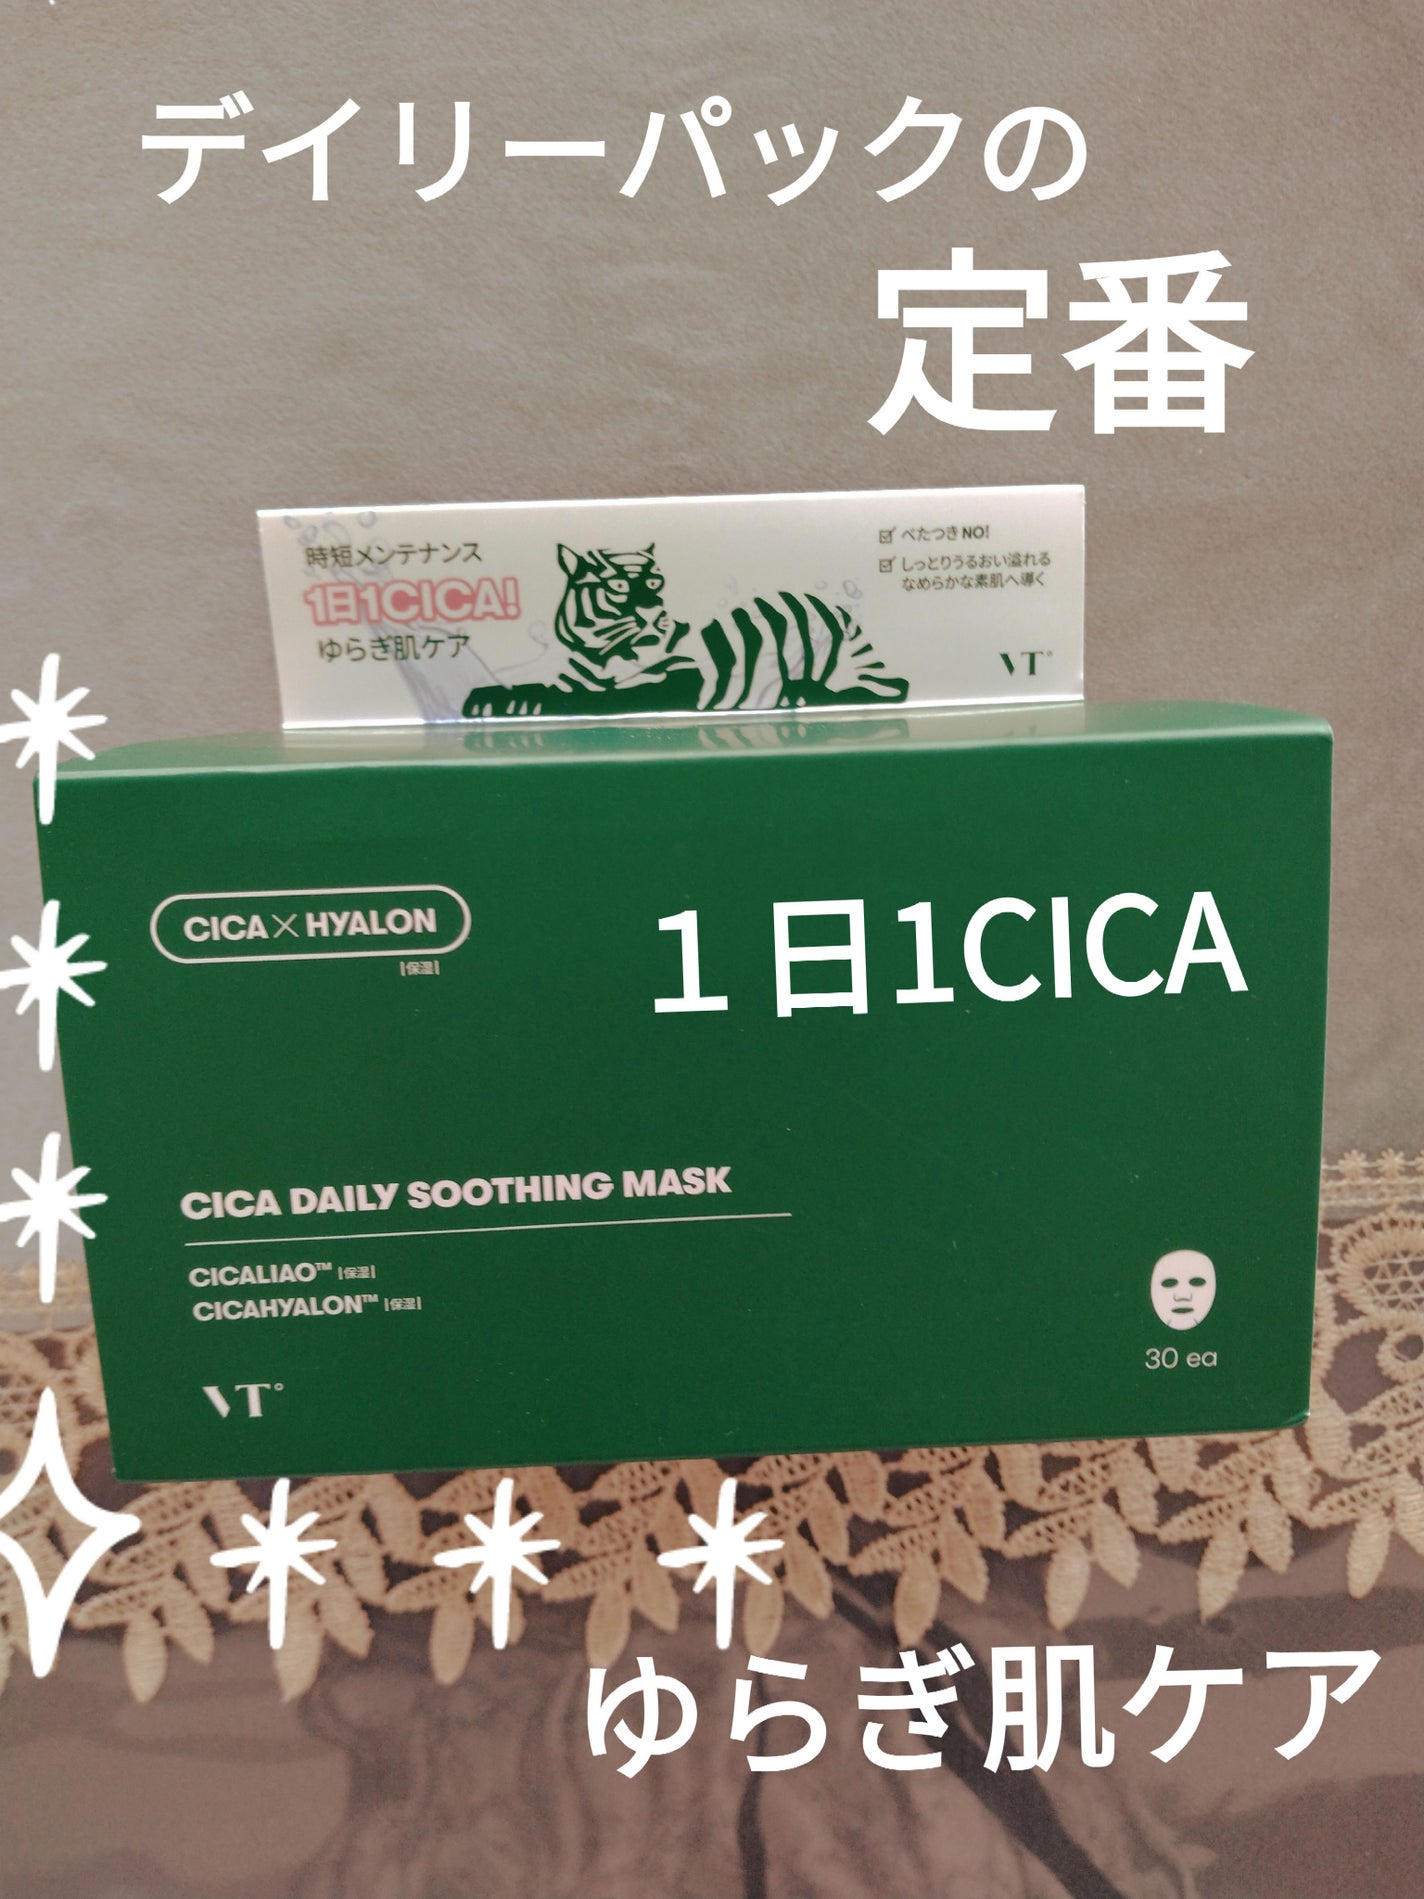 デイリーパックの
定番
時短メンテナンス
1日1CICA!
ゆらぎ肌ケア
べたつきNO!
しっとりうるおい溢れる
なめらかな素肌へ導く
VT°
CICA×HYALON
|保湿|
１日1CICA
CICA DAILY SOOTHING MASK
CICALIAO™ |保湿|
CICAHYALON™ |保湿|
VT°
30 ea
ゆらぎ肌ケア